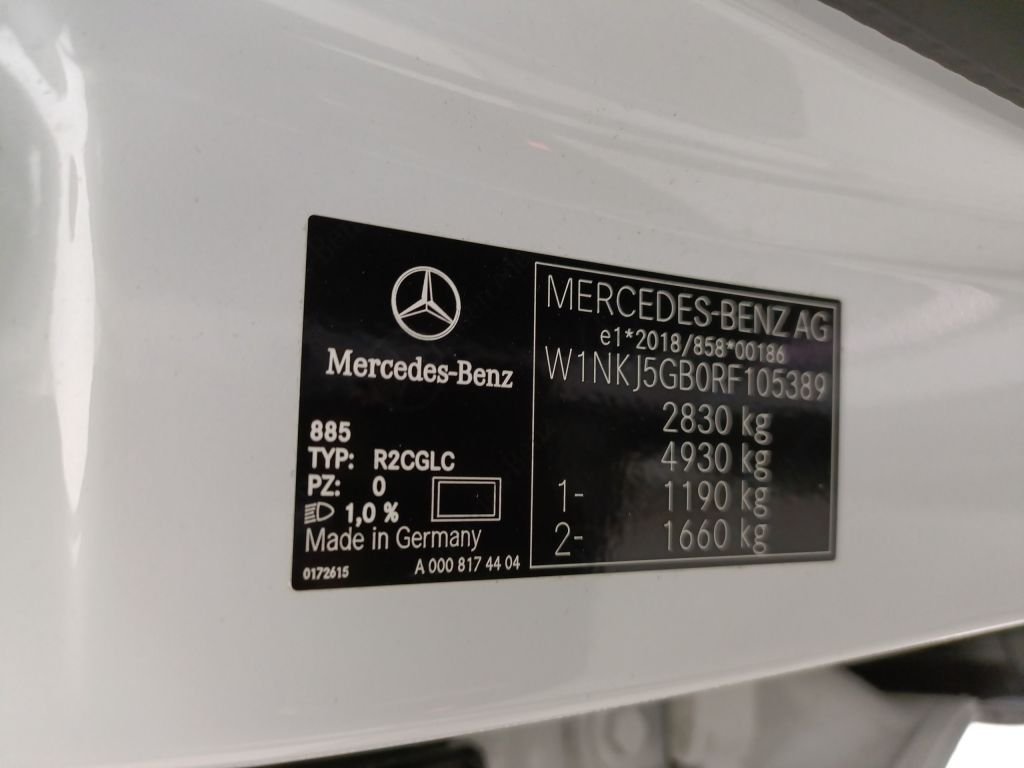 Mercedes-Benz
885
TYP: R2CGLC
PZ: 0
1,0 %
Made in Germany
0172615 A 000 817 44 04
MERCEDES-BENZ AG
e1*2018/858*00186
W1NKJ5GB0RF105389
2830 kg
4930 kg
1- 1190 kg
2- 1660 kg